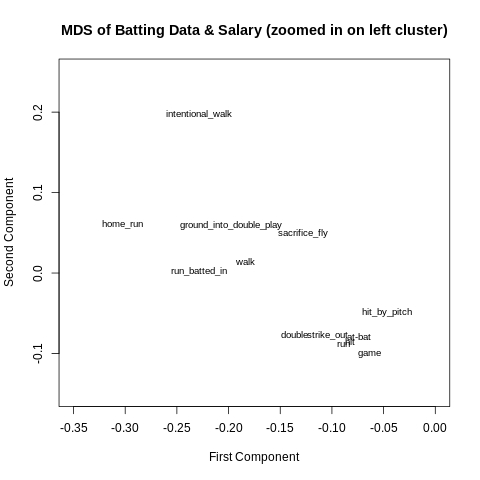 MDS of Batting Data & Salary (zoomed in on left cluster)
0.2
intentional_walk
0.1
home_run
ground_into_double_play
sacrifice_fly
Second Component
walk
0.0
run_batted_in
hit_by_pitch
double
strike_out
at-bat
hit
run
-0.1
game
-0.35 -0.30 -0.25 -0.20 -0.15 -0.10 -0.05 0.00
First Component